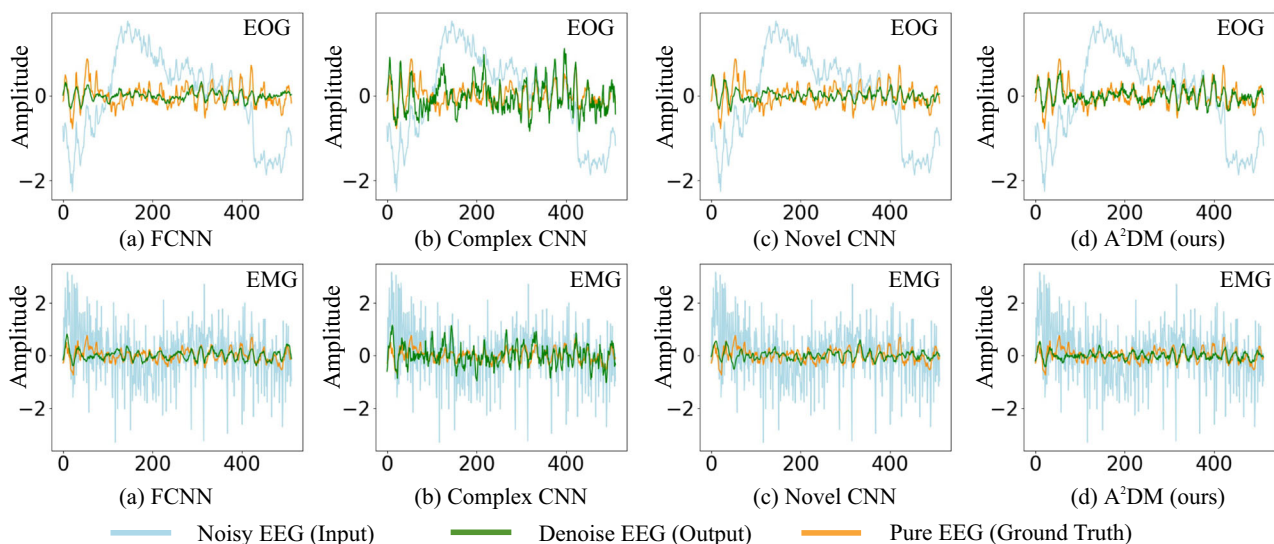 EOG
EOG
EOG
EOG
Amplitude
Amplitude
Amplitude
Amplitude
0
−2
0
−2
0
−2
0
−2
0 200 400
0 200 400
0 200 400
0 200 400
(a) FCNN
(b) Complex CNN
(c) Novel CNN
(d) A²DM (ours)
EMG
EMG
EMG
EMG
Amplitude
Amplitude
Amplitude
Amplitude
2
0
−2
2
0
−2
2
0
−2
2
0
−2
0 200 400
0 200 400
0 200 400
0 200 400
(a) FCNN
(b) Complex CNN
(c) Novel CNN
(d) A²DM (ours)
Noisy EEG (Input)
Denoise EEG (Output)
Pure EEG (Ground Truth)